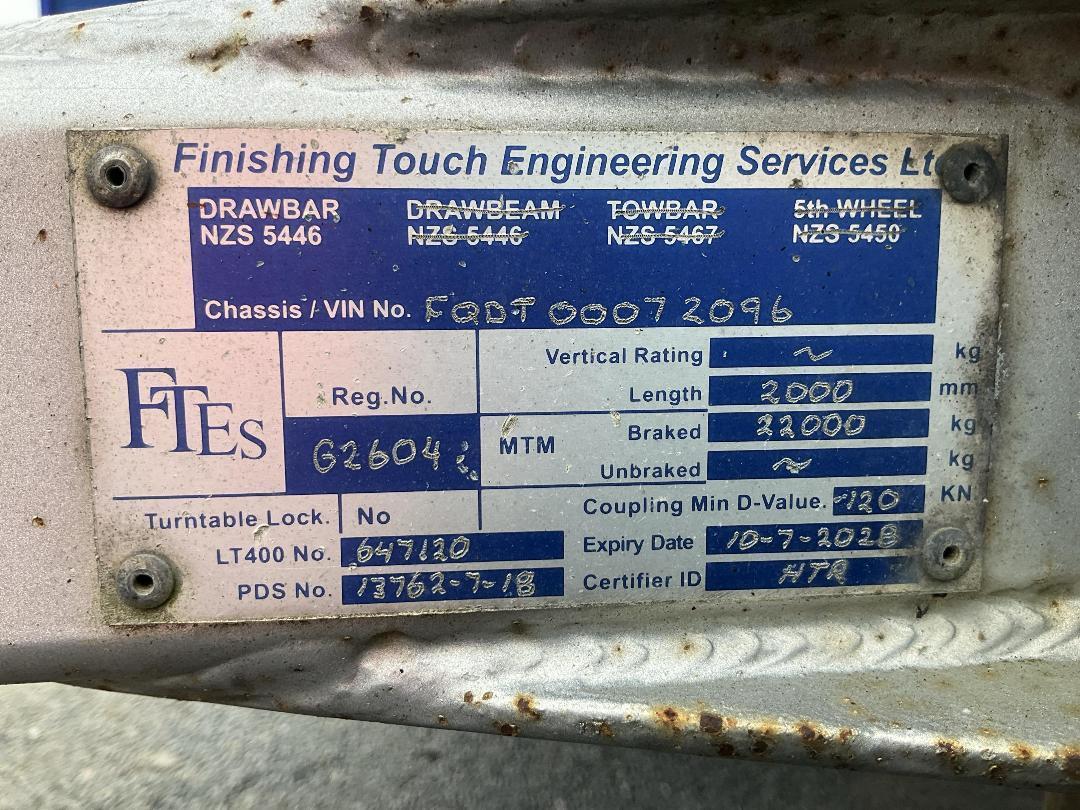 Finishing Touch Engineering Services Lt
DRAWBAR DRAWBEAM TOWBAR 5th WHEEL
NZS 5446 NZS 5446 NZS 5467 NZS 5450
Chassis / VIN No. FQDT00072096
Vertical Rating ~ kg
Reg.No. Length 2000 mm
FTES G2604 MTM Braked 22000 kg
Unbraked ~ kg
Turntable Lock. No Coupling Min D-Value. 120 KN
LT400 No. 647120 Expiry Date 10-7-2028
PDS No. 13762-7-18 Certifier ID HTR